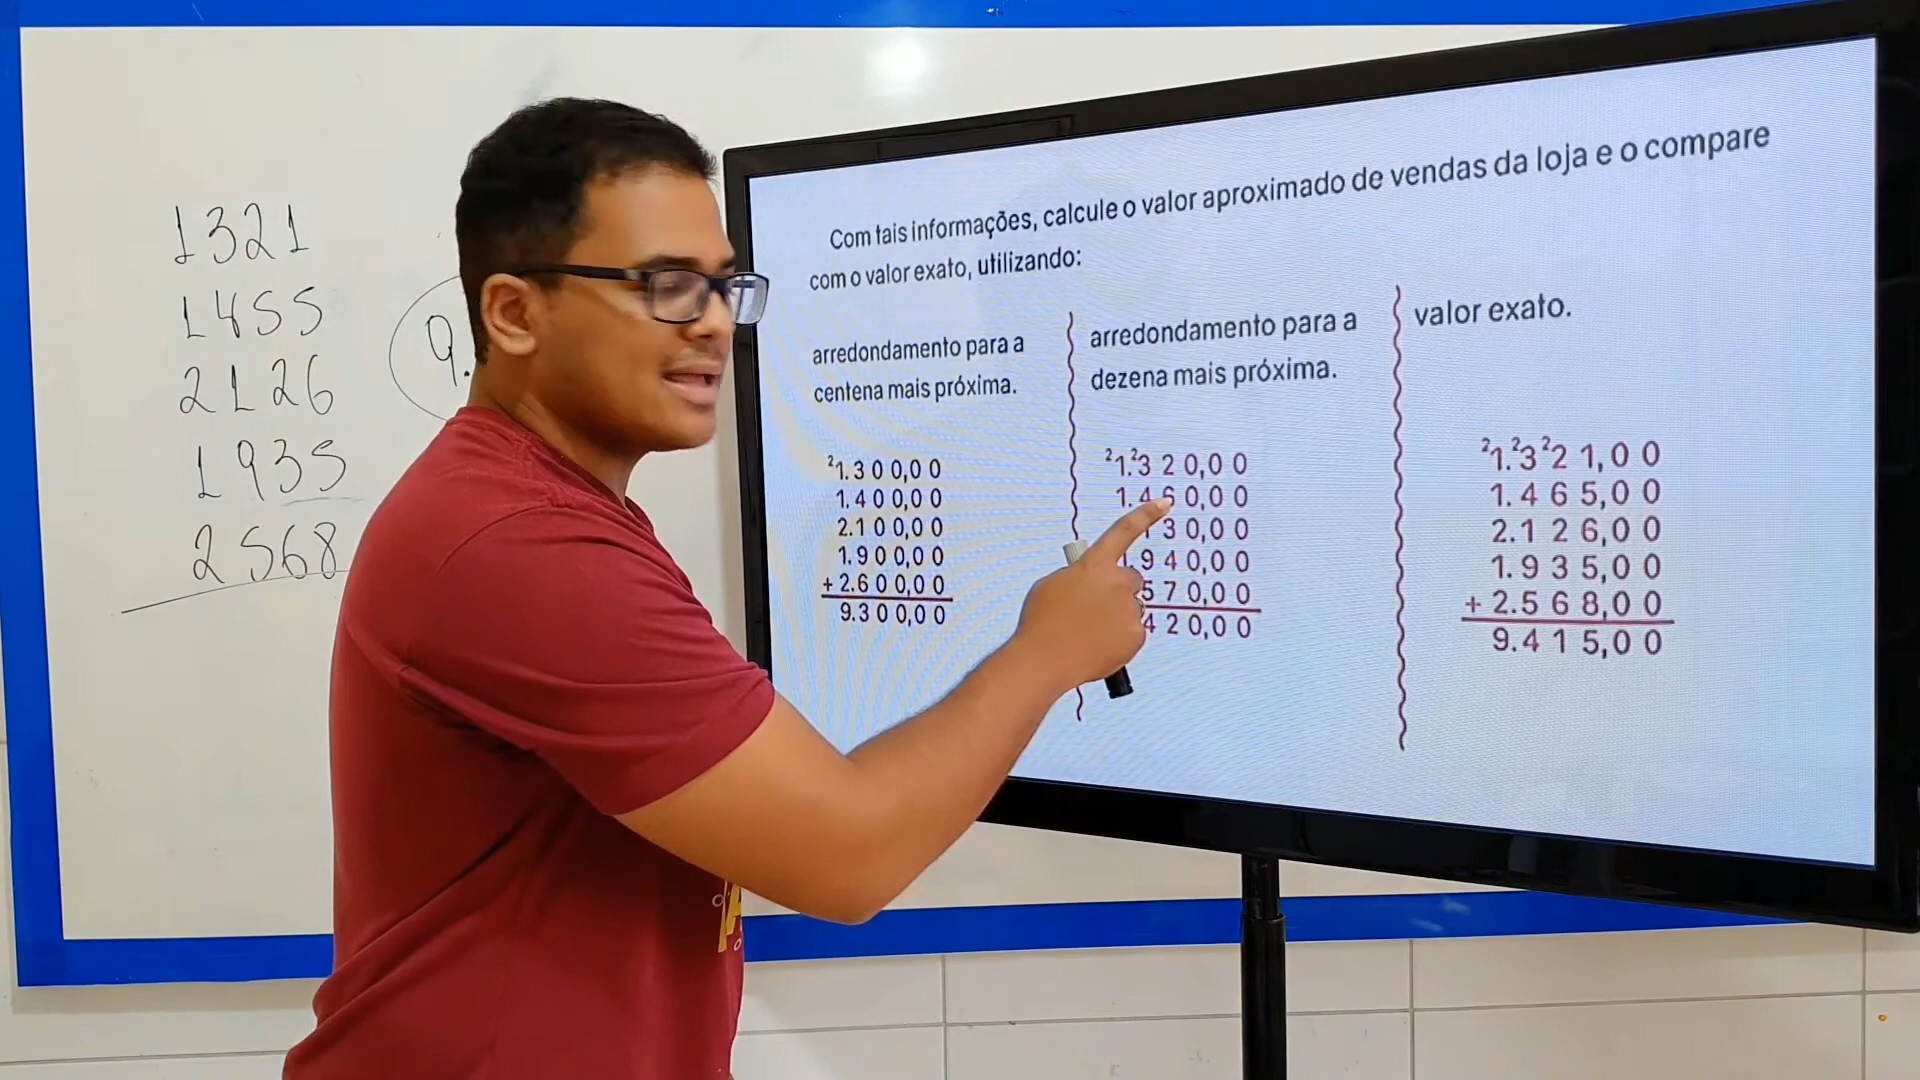 1321
1455
2126
1935
2568
9.
Com tais informações, calcule o valor aproximado de vendas da loja e o compare
com o valor exato, utilizando:
arredondamento para a
centena mais próxima.
²1.3 0 0,0 0
1.4 0 0,0 0
2.1 0 0,0 0
1.9 0 0,0 0
+ 2.6 0 0,0 0
9.3 0 0,0 0
arredondamento para a
dezena mais próxima.
²1.²3 2 0,0 0
1.4 6 0,0 0
3 0,0 0
1.9 4 0,0 0
5 7 0,0 0
4 2 0,0 0
valor exato.
²1.²3²2 1,0 0
1.4 6 5,0 0
2.1 2 6,0 0
1.9 3 5,0 0
+ 2.5 6 8,0 0
9.4 1 5,0 0